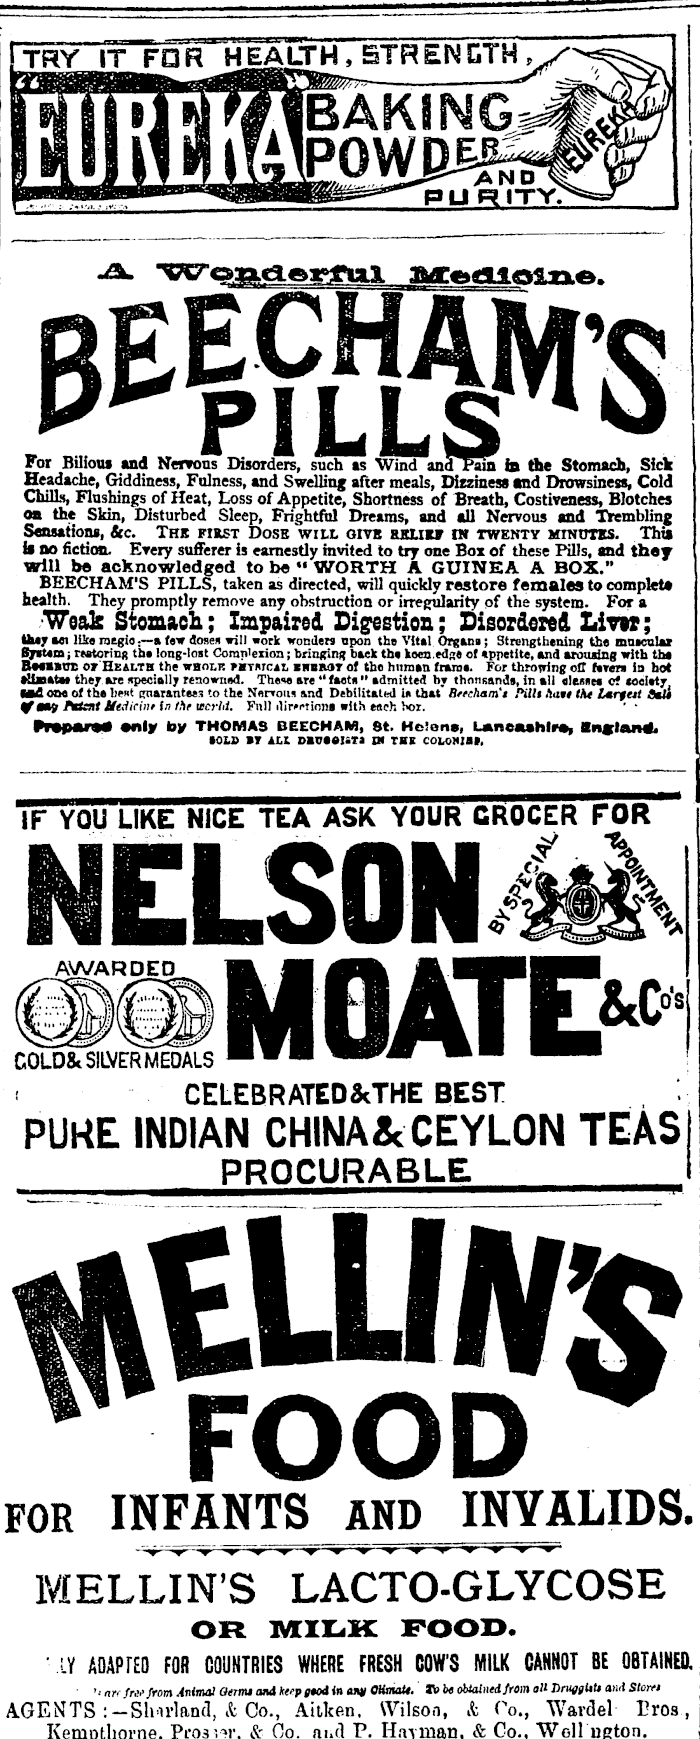 TRY IT FOR HEALTH, STRENGTH,
"EUREKA" BAKING
POWDER
EUREKA
AND
PURITY.
A Wonderful Medicine.
BEECHAM'S
PILLS
For Bilious and Nervous Disorders, such as Wind and Pain in the Stomach, Sick
Headache, Giddiness, Fulness, and Swelling after meals, Dizziness and Drowsiness, Cold
Chills, Flushings of Heat, Loss of Appetite, Shortness of Breath, Costiveness, Blotches
on the Skin, Disturbed Sleep, Frightful Dreams, and all Nervous and Trembling
Sensations, &c. THE FIRST DOSE WILL GIVE RELIEF IN TWENTY MINUTES. This
is no fiction. Every sufferer is earnestly invited to try one Box of these Pills, and they
will be acknowledged to be "WORTH A GUINEA A BOX."
BEECHAM'S PILLS, taken as directed, will quickly restore females to complete
health. They promptly remove any obstruction or irregularity of the system. For a
Weak Stomach; Impaired Digestion; Disordered Liver;
they act like magic:—a few doses will work wonders upon the Vital Organs; Strengthening the muscular
System; restoring the long-lost Complexion; bringing back the keen edge of appetite, and arousing with the
ROSEBUD OF HEALTH the WHOLE PHYSICAL ENERGY of the human frame. For throwing off fevers in hot
climates they are specially renowned. These are "facts" admitted by thousands, in all classes of society,
and one of the best guarantees to the Nervous and Debilitated is that Beecham's Pills have the Largest Sale
of any Patent Medicine in the world. Full directions with each box.
Prepared only by THOMAS BEECHAM, St. Helens, Lancashire, England.
SOLD BY ALL DRUGGISTS IN THE COLONIES.
IF YOU LIKE NICE TEA ASK YOUR GROCER FOR
NELSON
BY SPECIAL APPOINTMENT
AWARDED
MOATE &Co's
GOLD & SILVER MEDALS
CELEBRATED & THE BEST
PURE INDIAN CHINA & CEYLON TEAS
PROCURABLE
MELLIN'S
FOOD
FOR INFANTS AND INVALIDS.
MELLIN'S LACTO-GLYCOSE
OR MILK FOOD.
ADAPTED FOR COUNTRIES WHERE FRESH COW'S MILK CANNOT BE OBTAINED.
are free from Animal Germs and keep good in any Climate. To be obtained from all Druggists and Stores
AGENTS:—Sharland, & Co., Aitken, Wilson, & Co., Wardel Bros.,
Kempthorne, Prosser, & Co. and P. Hayman, & Co., Wellington.